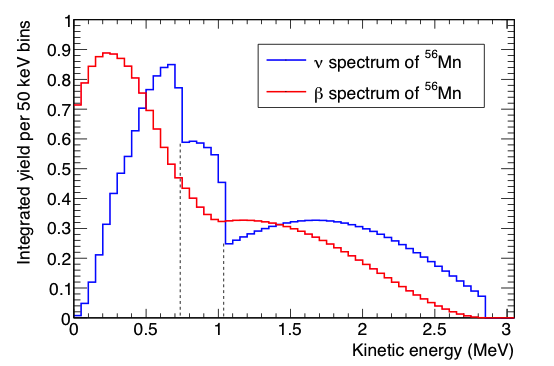 Integrated yield per 50 keV bins
1
0.9
0.8
0.7
0.6
0.5
0.4
0.3
0.2
0.1
0
ν spectrum of ⁵⁶Mn
β spectrum of ⁵⁶Mn
0 0.5 1 1.5 2 2.5 3
Kinetic energy (MeV)